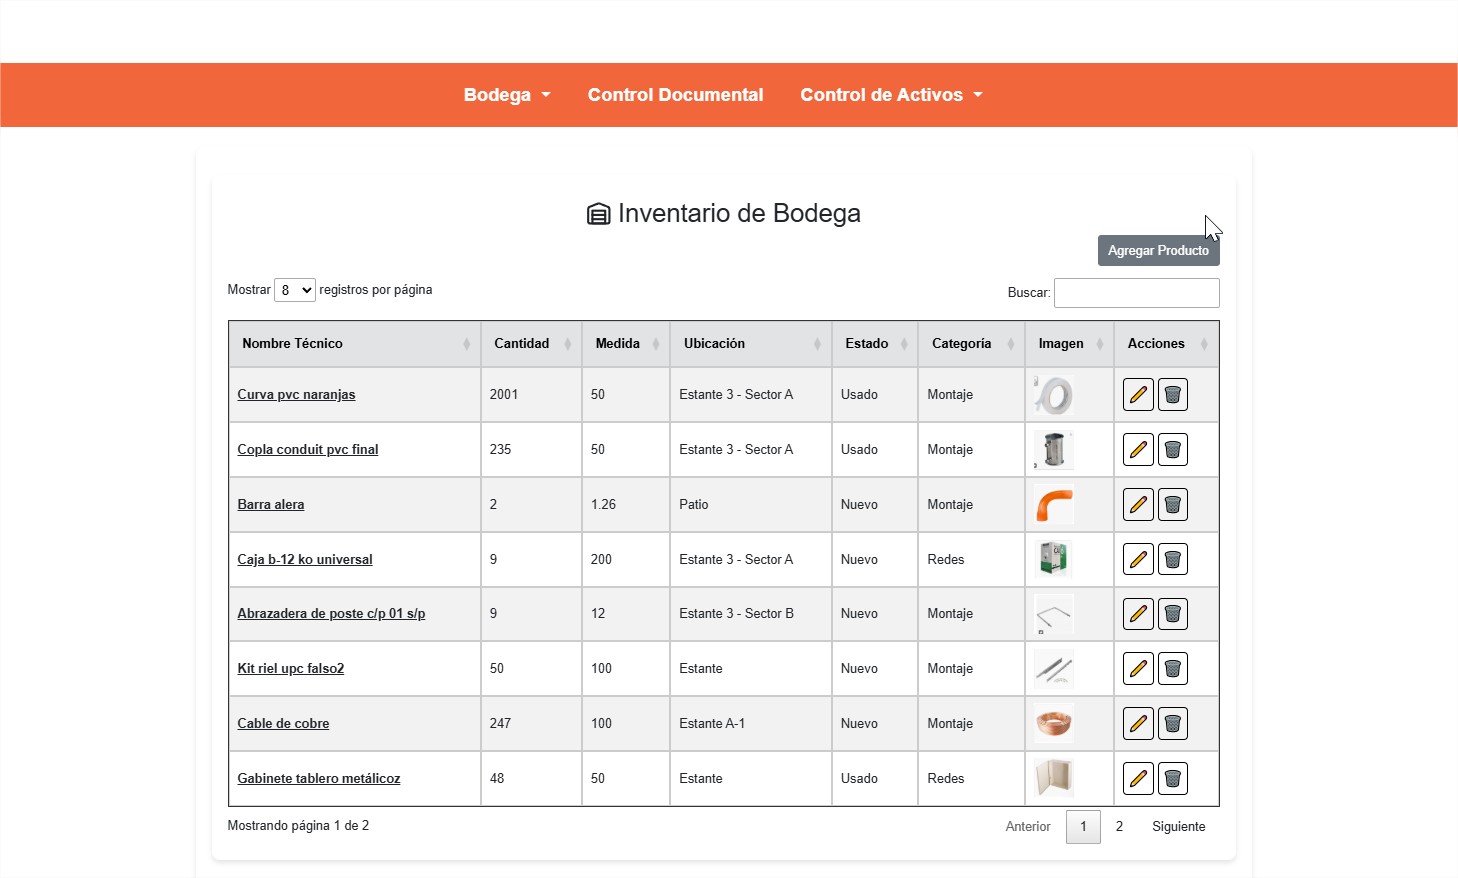 Bodega Control Documental Control de Activos
Inventario de Bodega
Agregar Producto
Mostrar 8 registros por página Buscar:
Nombre Técnico Cantidad Medida Ubicación Estado Categoría Imagen Acciones
Curva pvc naranjas 2001 50 Estante 3 - Sector A Usado Montaje
Copla conduit pvc final 235 50 Estante 3 - Sector A Usado Montaje
Barra alera 2 1.26 Patio Nuevo Montaje
Caja b-12 ko universal 9 200 Estante 3 - Sector A Nuevo Redes
Abrazadera de poste c/p 01 s/p 9 12 Estante 3 - Sector B Nuevo Montaje
Kit riel upc falso2 50 100 Estante Nuevo Montaje
Cable de cobre 247 100 Estante A-1 Nuevo Montaje
Gabinete tablero metálicoz 48 50 Estante Usado Redes
Mostrando página 1 de 2 Anterior 1 2 Siguiente